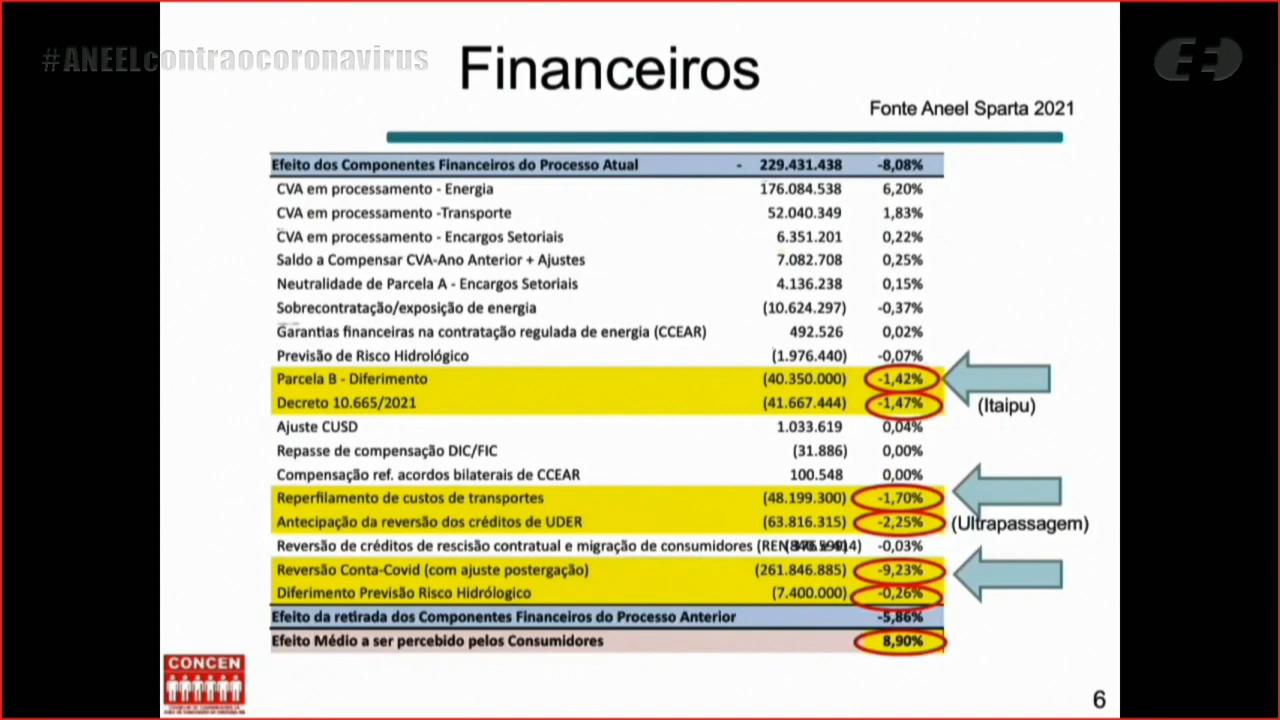 #ANEELcontraocoronavirus
Financeiros
Fonte Aneel Sparta 2021
Efeito dos Componentes Financeiros do Processo Atual - 229.431.438 -8,08%
CVA em processamento - Energia 176.084.538 6,20%
CVA em processamento -Transporte 52.040.349 1,83%
CVA em processamento - Encargos Setoriais 6.351.201 0,22%
Saldo a Compensar CVA-Ano Anterior + Ajustes 7.082.708 0,25%
Neutralidade de Parcela A - Encargos Setoriais 4.136.238 0,15%
Sobrecontratação/exposição de energia (10.624.297) -0,37%
Garantias financeiras na contratação regulada de energia (CCEAR) 492.526 0,02%
Previsão de Risco Hidrológico (1.976.440) -0,07%
Parcela B - Diferimento (40.350.000) -1,42%
Decreto 10.665/2021 (41.667.444) -1,47%
(Itaipu)
Ajuste CUSD 1.033.619 0,04%
Repasse de compensação DIC/FIC (31.886) 0,00%
Compensação ref. acordos bilaterais de CCEAR 100.548 0,00%
Reperfilamento de custos de transportes (48.199.300) -1,70%
Antecipação da reversão dos créditos de UDER (63.816.315) -2,25% (Ultrapassagem)
Reversão de créditos de rescisão contratual e migração de consumidores (REN -0,03%
Reversão Conta-Covid (com ajuste postergação) (261.846.885) -9,23%
Diferimento Previsão Risco Hidrólogico (7.400.000) -0,26%
Efeito da retirada dos Componentes Financeiros do Processo Anterior -5,86%
Efeito Médio a ser percebido pelos Consumidores 8,90%
CONCEN
6